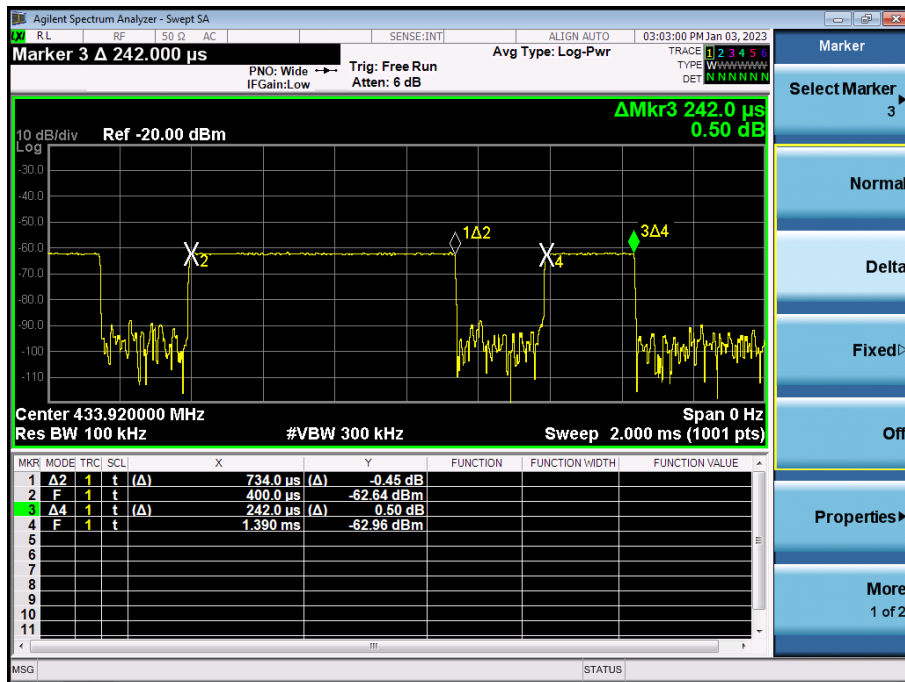 Agilent Spectrum Analyzer - Swept SA
LXI RL RF 50 Ω AC SENSE:INT ALIGN AUTO 03:03:00 PM Jan 03, 2023
Marker 3 Δ 242.000 µs
PNO: Wide
IFGain:Low
Trig: Free Run
Atten: 6 dB
Avg Type: Log-Pwr
TRACE 1 2 3 4 5 6
TYPE WWWWWW
DET N N N N N N
ΔMkr3 242.0 µs
0.50 dB
10 dB/div
Log
Ref -20.00 dBm
-30.0
-40.0
-50.0
-60.0
-70.0
-80.0
-90.0
-100
-110
2
1Δ2
4
3Δ4
Center 433.920000 MHz
Span 0 Hz
Res BW 100 kHz
#VBW 300 kHz
Sweep 2.000 ms (1001 pts)
MKR MODE TRC SCL X Y FUNCTION FUNCTION WIDTH FUNCTION VALUE
1 Δ2 1 t (Δ) 734.0 µs (Δ) -0.45 dB
2 F 1 t 400.0 µs -62.64 dBm
3 Δ4 1 t (Δ) 242.0 µs (Δ) 0.50 dB
4 F 1 t 1.390 ms -62.96 dBm
5
6
7
8
9
10
11
MSG
STATUS
Marker
Select Marker
3
Normal
Delta
Fixed
Off
Properties
More
1 of 2